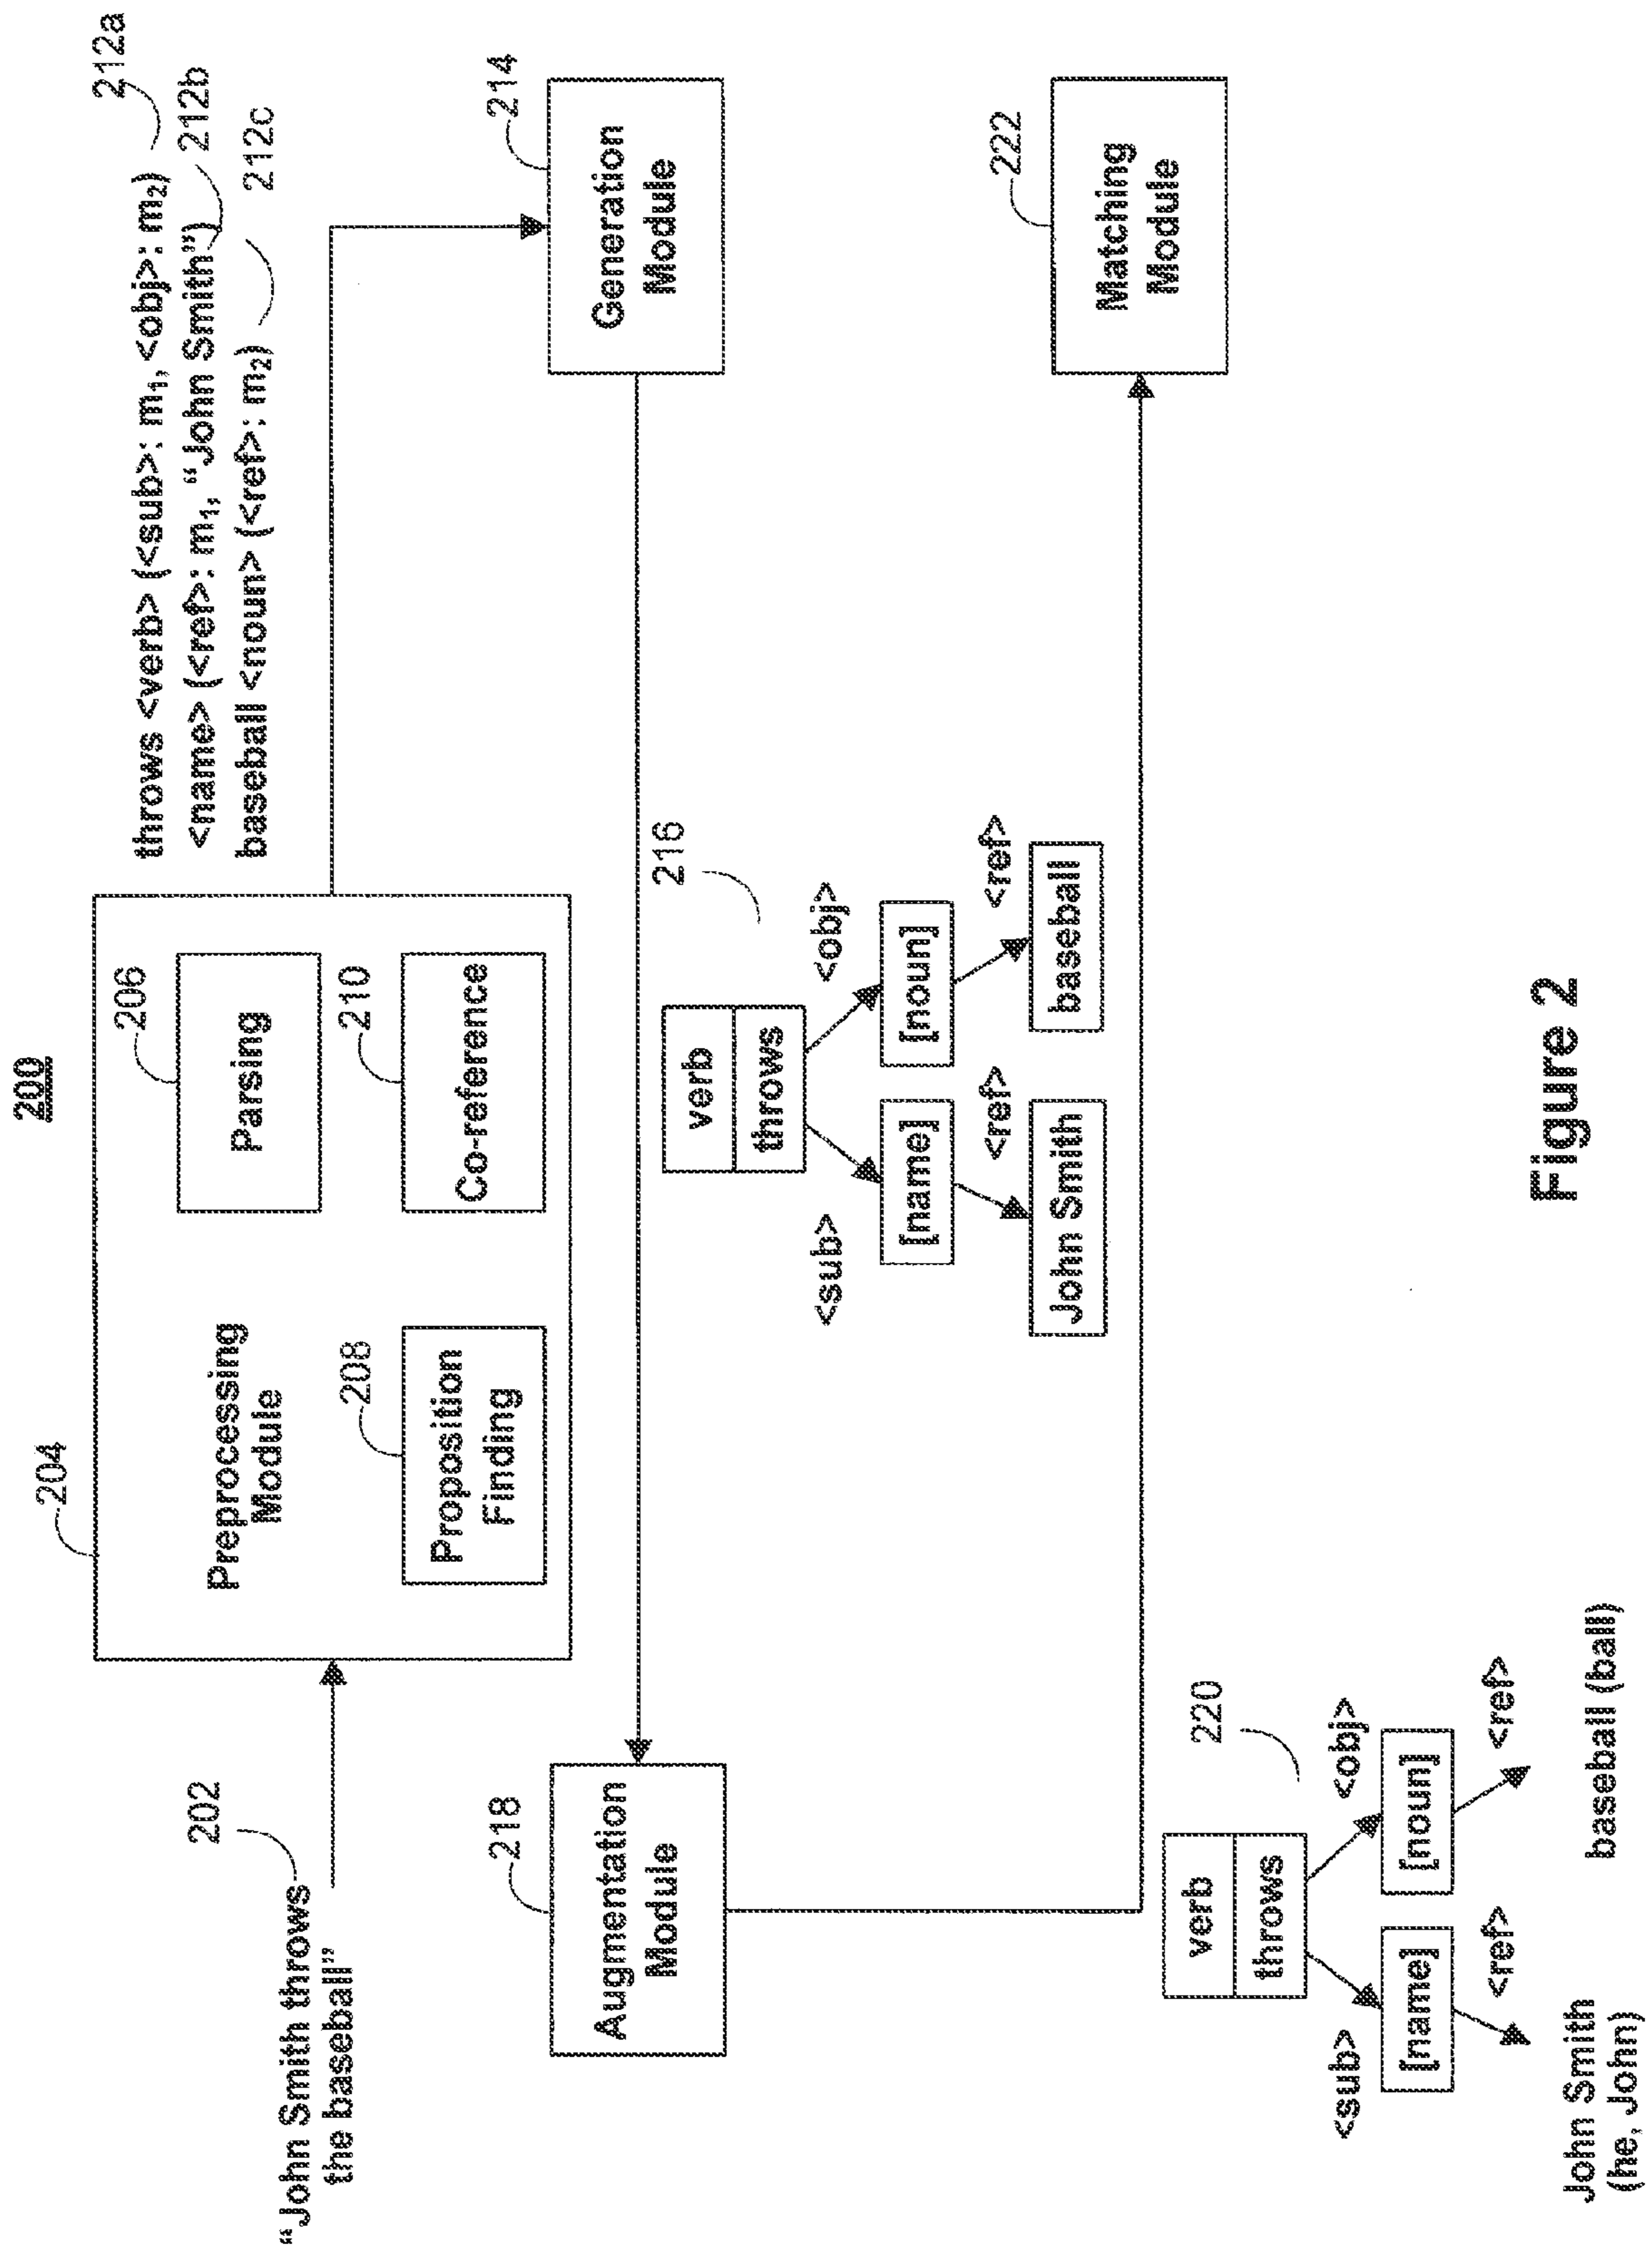 200
204
206
Preprocessing
Module
Parsing
208
210
Proposition
Finding
Co-reference
202
“John Smith throws
the baseball”
212a
throws <verb> (<sub>: m₁, <obj>: m₂)
212b
<name> (<ref>: m₁, “John Smith”)
212c
baseball <noun> (<ref>: m₂)
214
Generation
Module
218
Augmentation
Module
216
verb
throws
<sub>
<obj>
[name]
[noun]
<ref>
<ref>
John Smith
baseball
222
Matching
Module
220
verb
throws
<sub>
<obj>
[name]
[noun]
<ref>
<ref>
John Smith
(he, John)
baseball (ball)
Figure 2